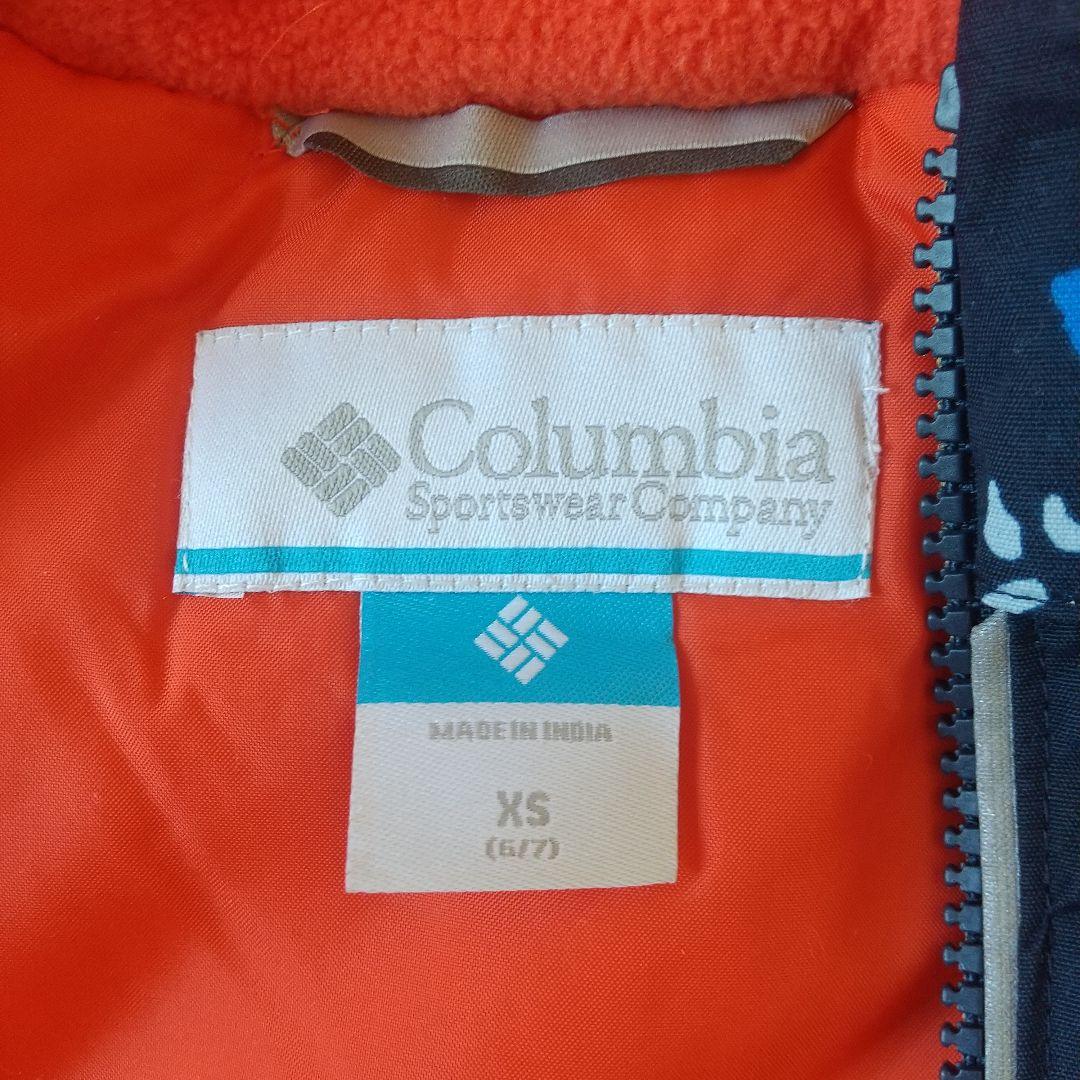 Columbia
Sportswear Company
MADE IN INDIA
XS
(6/7)